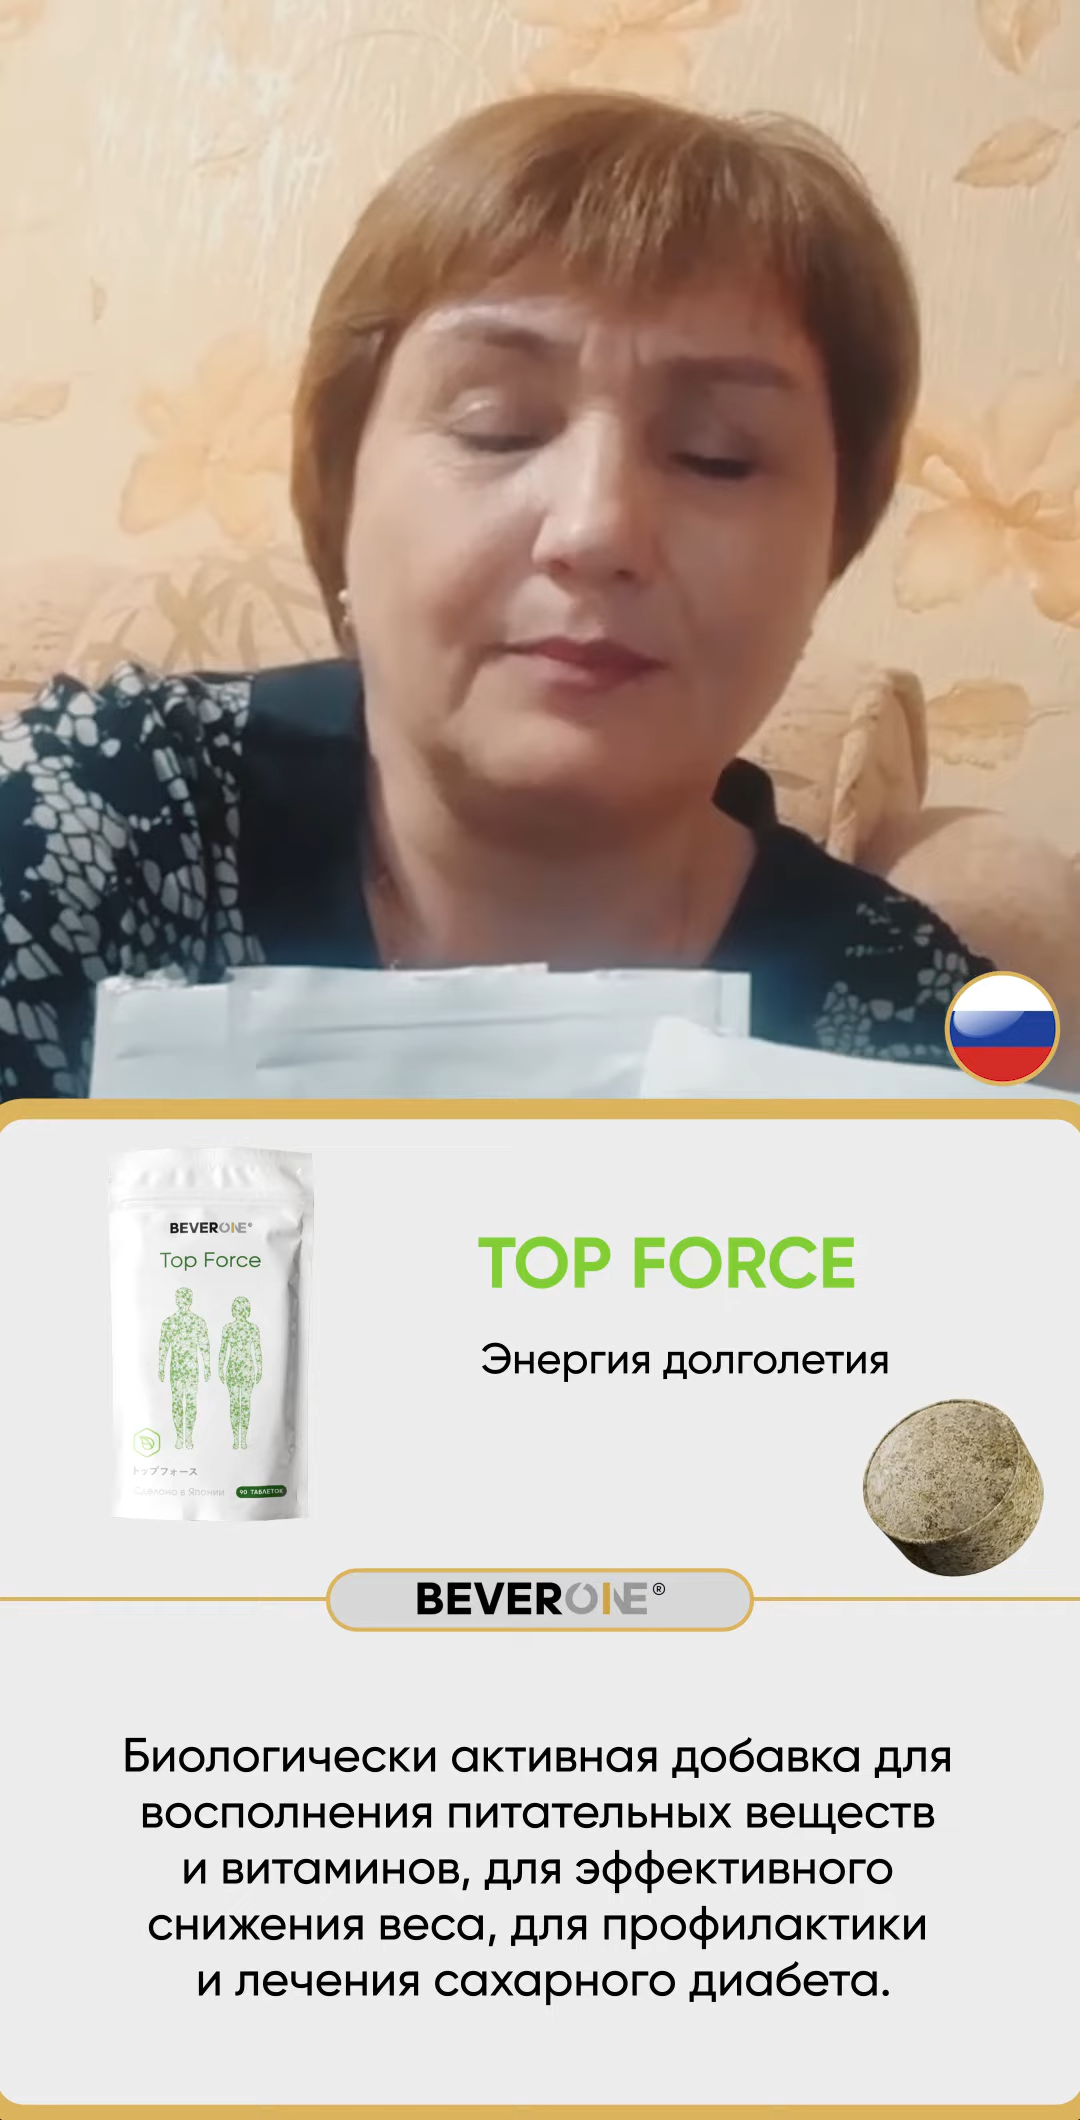 BEVERONE®
Top Force
トップフォース
Сделано в Японии
90 ТАБЛЕТОК
TOP FORCE
Энергия долголетия
BEVERONE®
Биологически активная добавка для
восполнения питательных веществ
и витаминов, для эффективного
снижения веса, для профилактики
и лечения сахарного диабета.